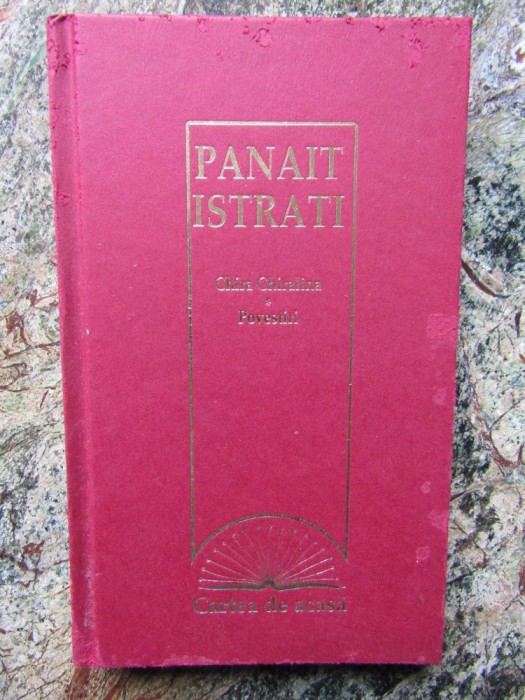 PANAIT
ISTRATI
Chira Chiralina
*
Povestiri
Cartea de acasă